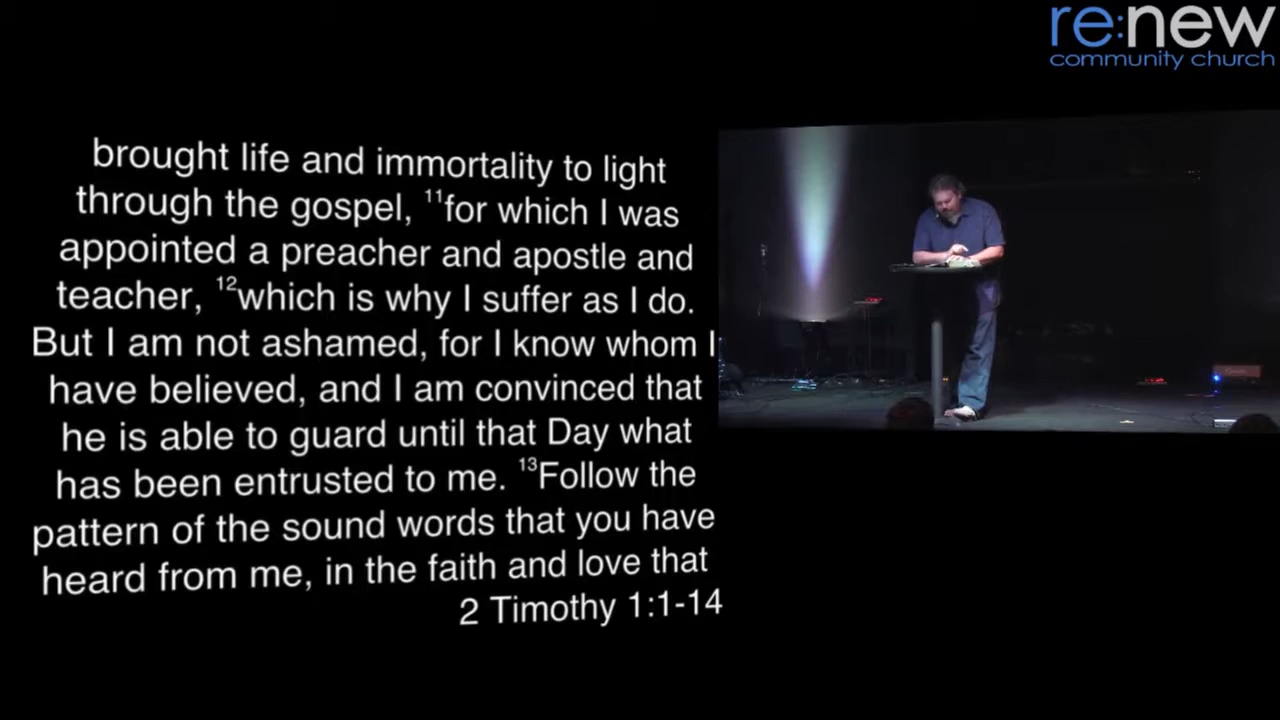 re:new
community church
brought life and immortality to light
through the gospel, ¹¹for which I was
appointed a preacher and apostle and
teacher, ¹²which is why I suffer as I do.
But I am not ashamed, for I know whom I
have believed, and I am convinced that
he is able to guard until that Day what
has been entrusted to me. ¹³Follow the
pattern of the sound words that you have
heard from me, in the faith and love that
2 Timothy 1:1-14